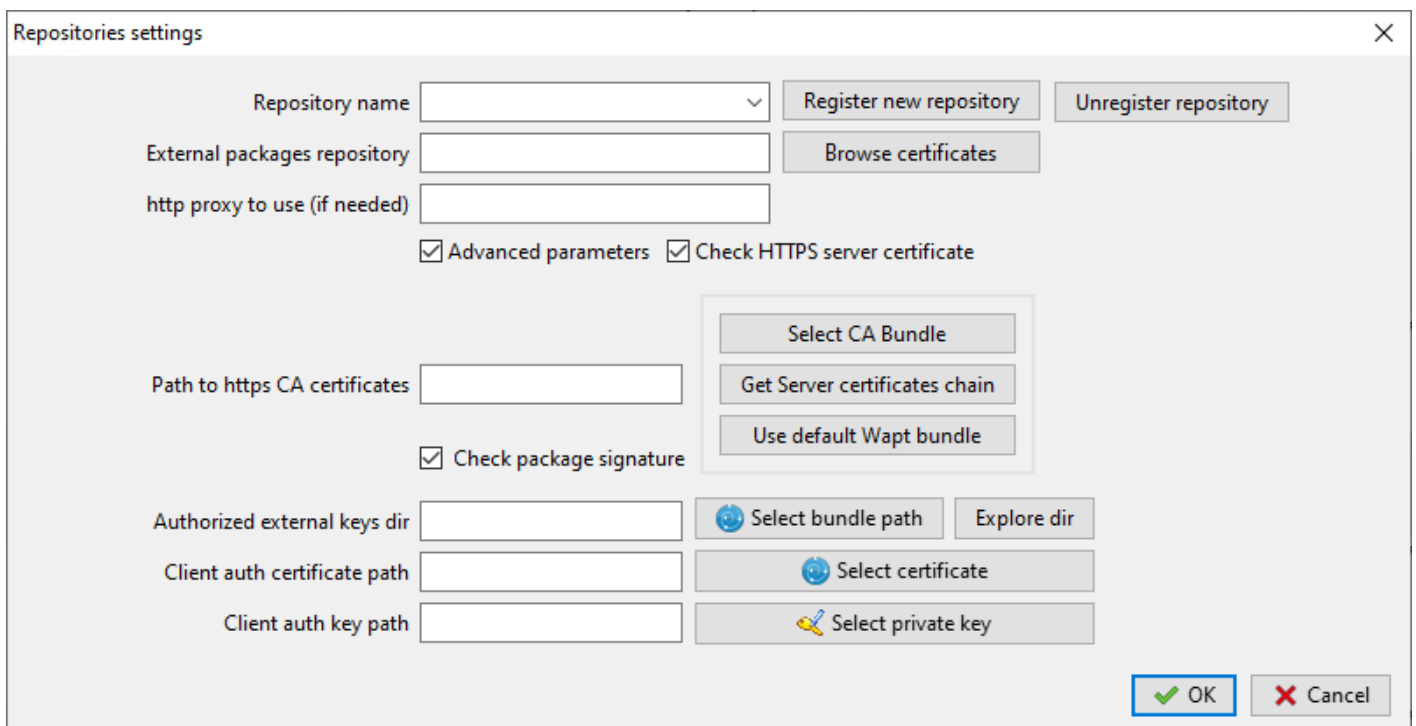 Repositories settings
Repository name
Register new repository
Unregister repository
External packages repository
Browse certificates
http proxy to use (if needed)
Advanced parameters
Check HTTPS server certificate
Select CA Bundle
Path to https CA certificates
Get Server certificates chain
Use default Wapt bundle
Check package signature
Authorized external keys dir
Select bundle path
Explore dir
Client auth certificate path
Select certificate
Client auth key path
Select private key
OK
Cancel